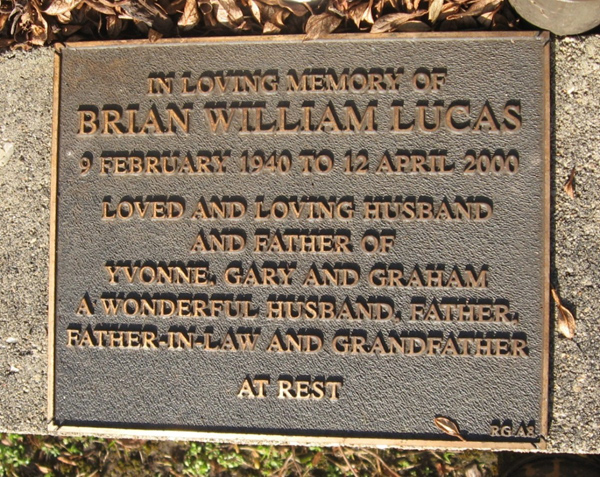 IN LOVING MEMORY OF
BRIAN WILLIAM LUCAS
9 FEBRUARY 1940 TO 12 APRIL 2000
LOVED AND LOVING HUSBAND
AND FATHER OF
YVONNE, GARY AND GRAHAM
A WONDERFUL HUSBAND, FATHER,
FATHER-IN-LAW AND GRANDFATHER
AT REST
RG A8